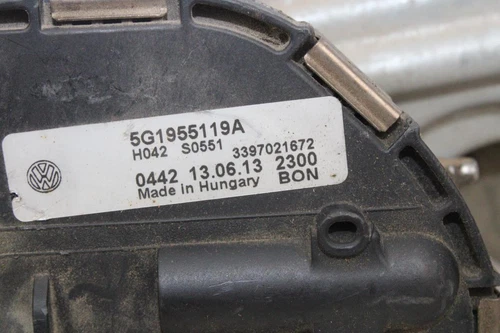 5G1955119A
H042 S0551 3397021672
0442 13.06.13 2300
Made in Hungary BON